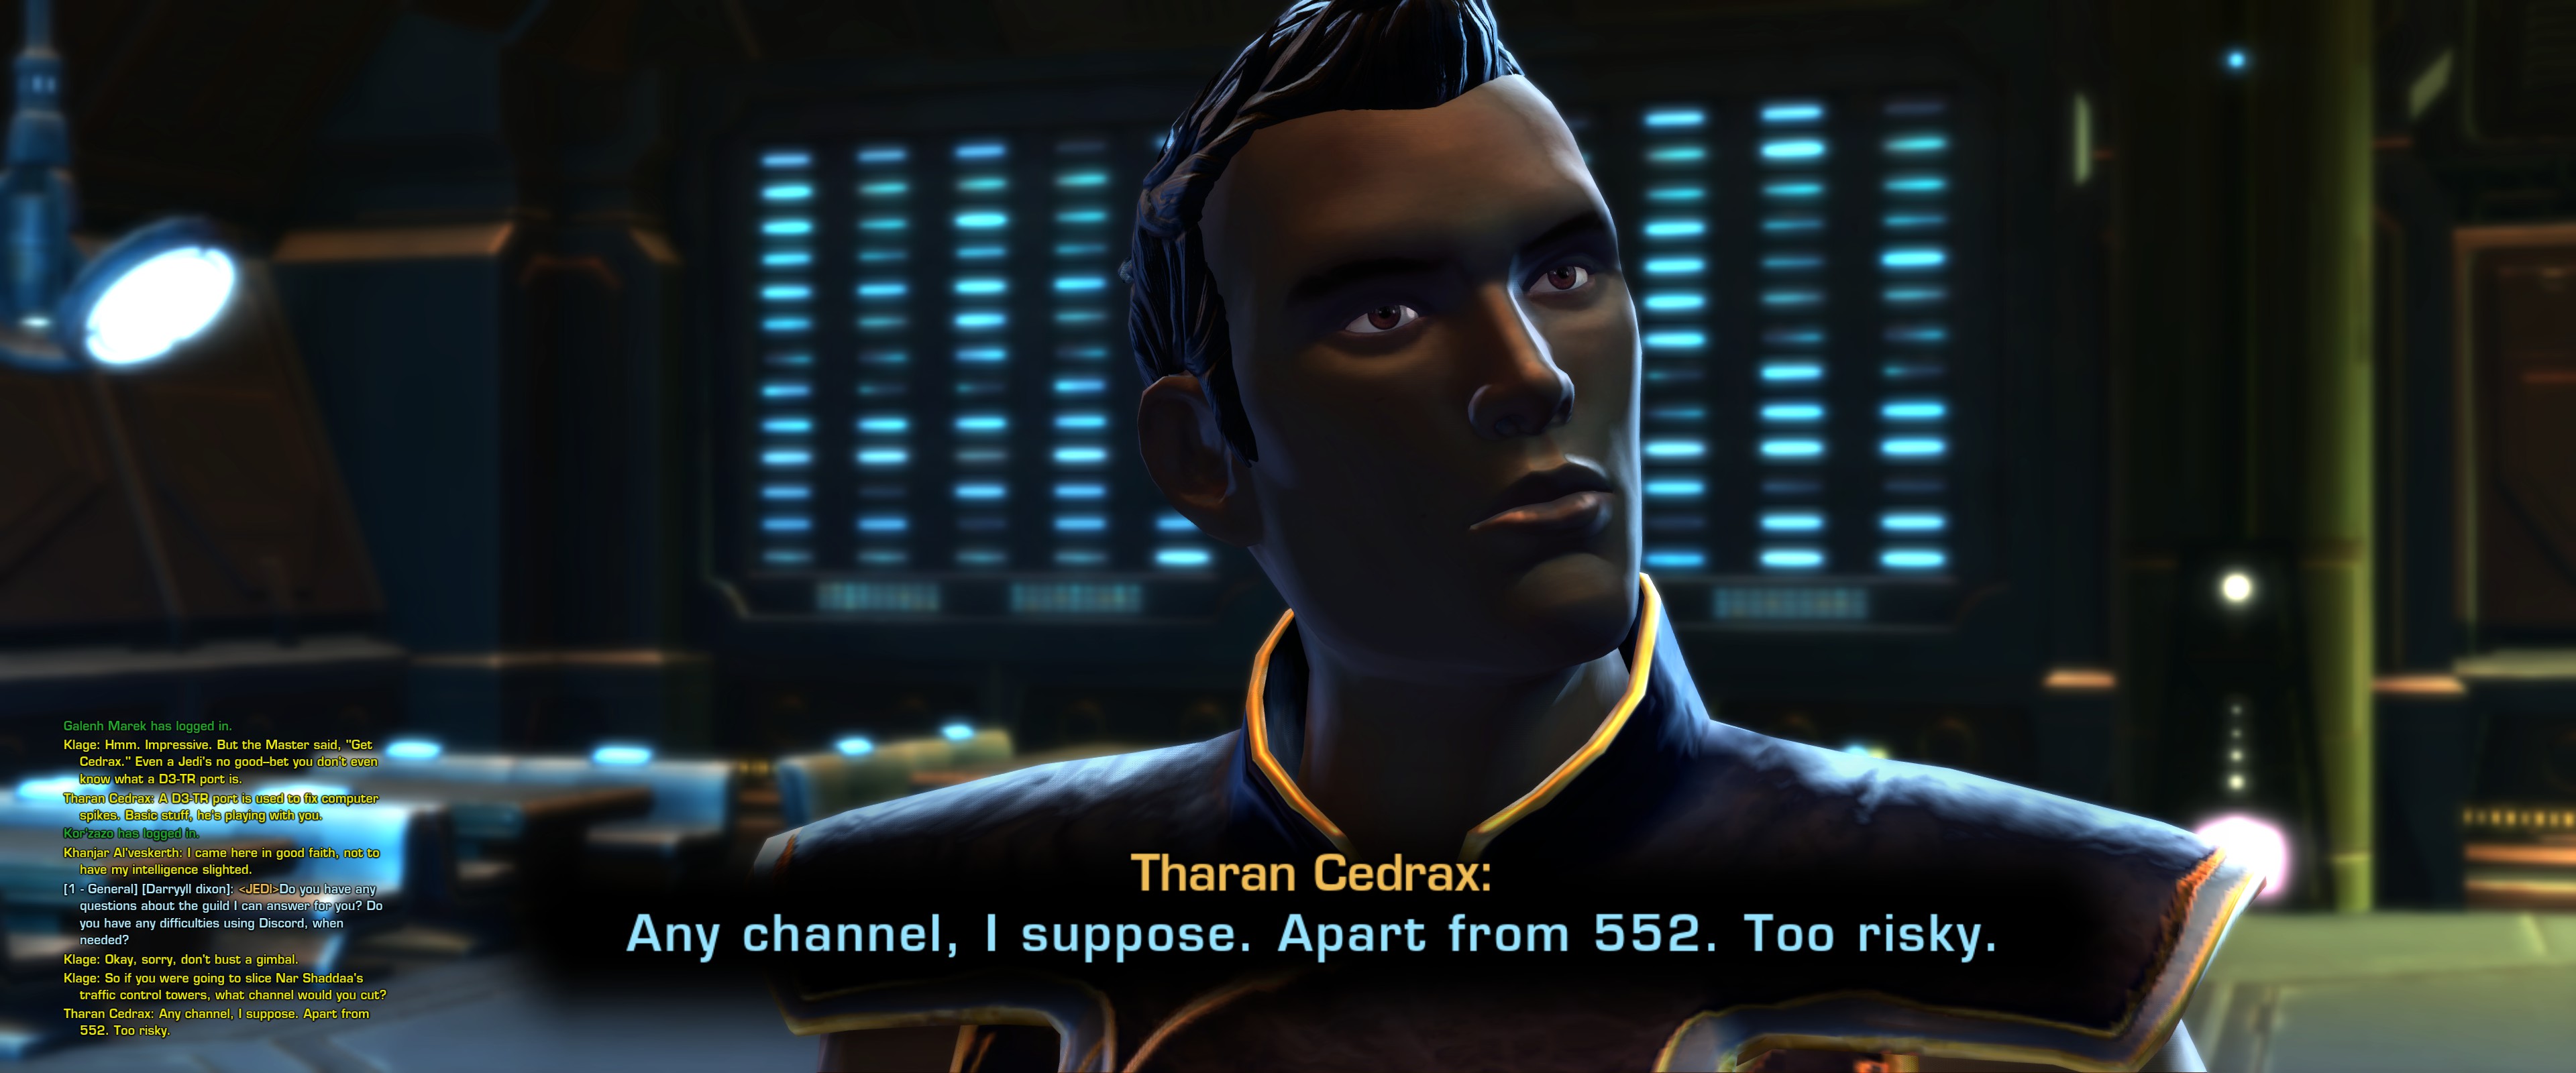 Galenh Marek has logged in.
Klage: Hmm. Impressive. But the Master said, "Get
Cedrax." Even a Jedi's no good–bet you don't even
know what a D3-TR port is.
Tharan Cedrax: A D3-TR port is used to fix computer
spikes. Basic stuff, he's playing with you.
Kor'zazo has logged in.
Khanjar Al'veskerth: I came here in good faith, not to
have my intelligence slighted.
[1 - General] [Darryyll dixon]: <JEDI>Do you have any
questions about the guild I can answer for you? Do
you have any difficulties using Discord, when
needed?
Klage: Okay, sorry, don't bust a gimbal.
Klage: So if you were going to slice Nar Shaddaa's
traffic control towers, what channel would you cut?
Tharan Cedrax: Any channel, I suppose. Apart from
552. Too risky.
Tharan Cedrax:
Any channel, I suppose. Apart from 552. Too risky.